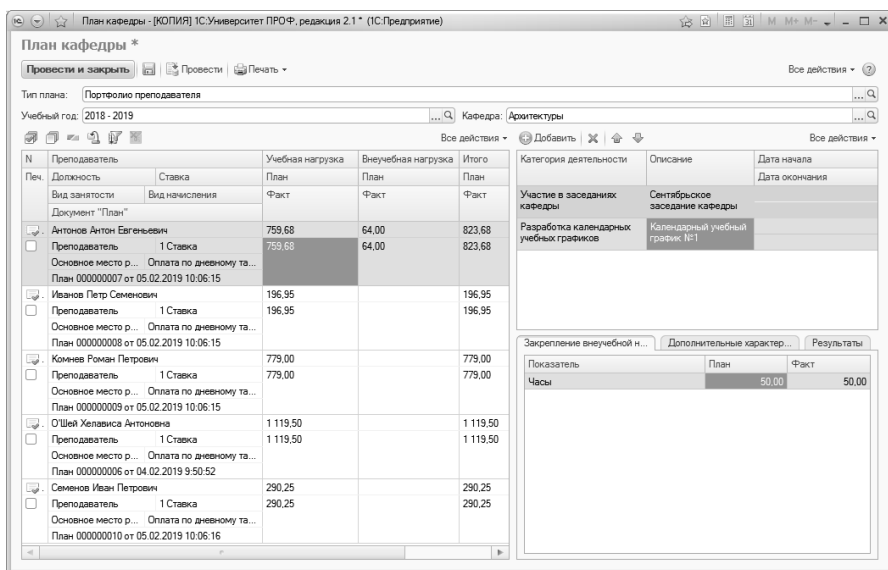 План кафедры - [КОПИЯ] 1С:Университет ПРОФ, редакция 2.1 * (1С:Предприятие)
M M+ M-
План кафедры *
Провести и закрыть Провести Печать Все действия
Тип плана: Портфолио преподавателя
Учебный год: 2018 - 2019 Кафедра: Архитектуры
Все действия Добавить Все действия
N Преподаватель Учебная нагрузка Внеучебная нагрузка Итого
Печ. Должность Ставка План План План
Вид занятости Вид начисления Факт Факт Факт
Документ "План"
Антонов Антон Евгеньевич 759,68 64,00 823,68
Преподаватель 1 Ставка 759,68 64,00 823,68
Основное место р... Оплата по дневному та...
План 000000007 от 05.02.2019 10:06:15
Иванов Петр Семенович 196,95 196,95
Преподаватель 1 Ставка 196,95 196,95
Основное место р... Оплата по дневному та...
План 000000008 от 05.02.2019 10:06:15
Комнев Роман Петрович 779,00 779,00
Преподаватель 1 Ставка 779,00 779,00
Основное место р... Оплата по дневному та...
План 000000009 от 05.02.2019 10:06:15
О'Шей Хелависа Антоновна 1 119,50 1 119,50
Преподаватель 1 Ставка 1 119,50 1 119,50
Основное место р... Оплата по дневному та...
План 000000006 от 04.02.2019 9:50:52
Семенов Иван Петрович 290,25 290,25
Преподаватель 1 Ставка 290,25 290,25
Основное место р... Оплата по дневному та...
План 000000010 от 05.02.2019 10:06:16
Категория деятельности Описание Дата начала
Дата окончания
Участие в заседаниях Сентябрьское
кафедры заседание кафедры
Разработка календарных Календарный учебный
учебных графиков график №1
Закрепление внеучебной н... Дополнительные характер... Результаты
Показатель План Факт
Часы 50,00 50,00